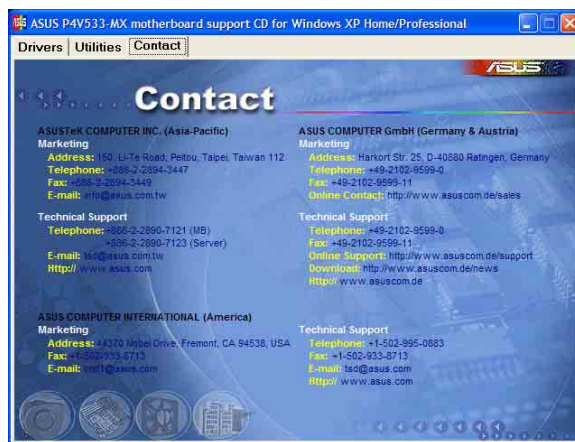 ASUS P4V533-MX motherboard support CD for Windows XP Home/Professional
Drivers Utilities Contact
ASUS
Contact
ASUSTeK COMPUTER INC. (Asia-Pacific)
Marketing
Address: 150, Li-Te Road, Peitou, Taipei, Taiwan 112
Telephone: +886-2-2894-3447
Fax: +886-2-2894-3449
E-mail: info@asus.com.tw
Technical Support
Telephone: +886-2-2890-7121 (MB)
+886-2-2890-7123 (Server)
E-mail: tsd@asus.com.tw
Http:// www.asus.com
ASUS COMPUTER GmbH (Germany & Austria)
Marketing
Address: Harkort Str. 25, D-40880 Ratingen, Germany
Telephone: +49-2102-9599-0
Fax: +49-2102-9599-11
Online Contact: http://www.asuscom.de/sales
Technical Support
Telephone: +49-2102-9599-0
Fax: +49-2102-9599-11
Online Support: http://www.asuscom.de/support
Download: http://www.asuscom.de/news
Http:// www.asuscom.de
ASUS COMPUTER INTERNATIONAL (America)
Marketing
Address: 44370 Nobel Drive, Fremont, CA 94538, USA
Fax: +1-502-933-8713
E-mail: tmd1@asus.com
Technical Support
Telephone: +1-502-995-0883
Fax: +1-502-933-8713
E-mail: tsd@asus.com
Http:// www.asus.com